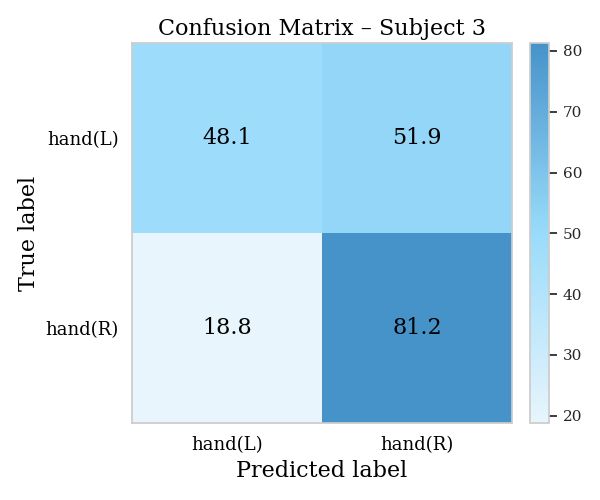 Confusion Matrix – Subject 3
True label
hand(L)
48.1 51.9
hand(R)
18.8 81.2
hand(L) hand(R)
Predicted label
80
70
60
50
40
30
20